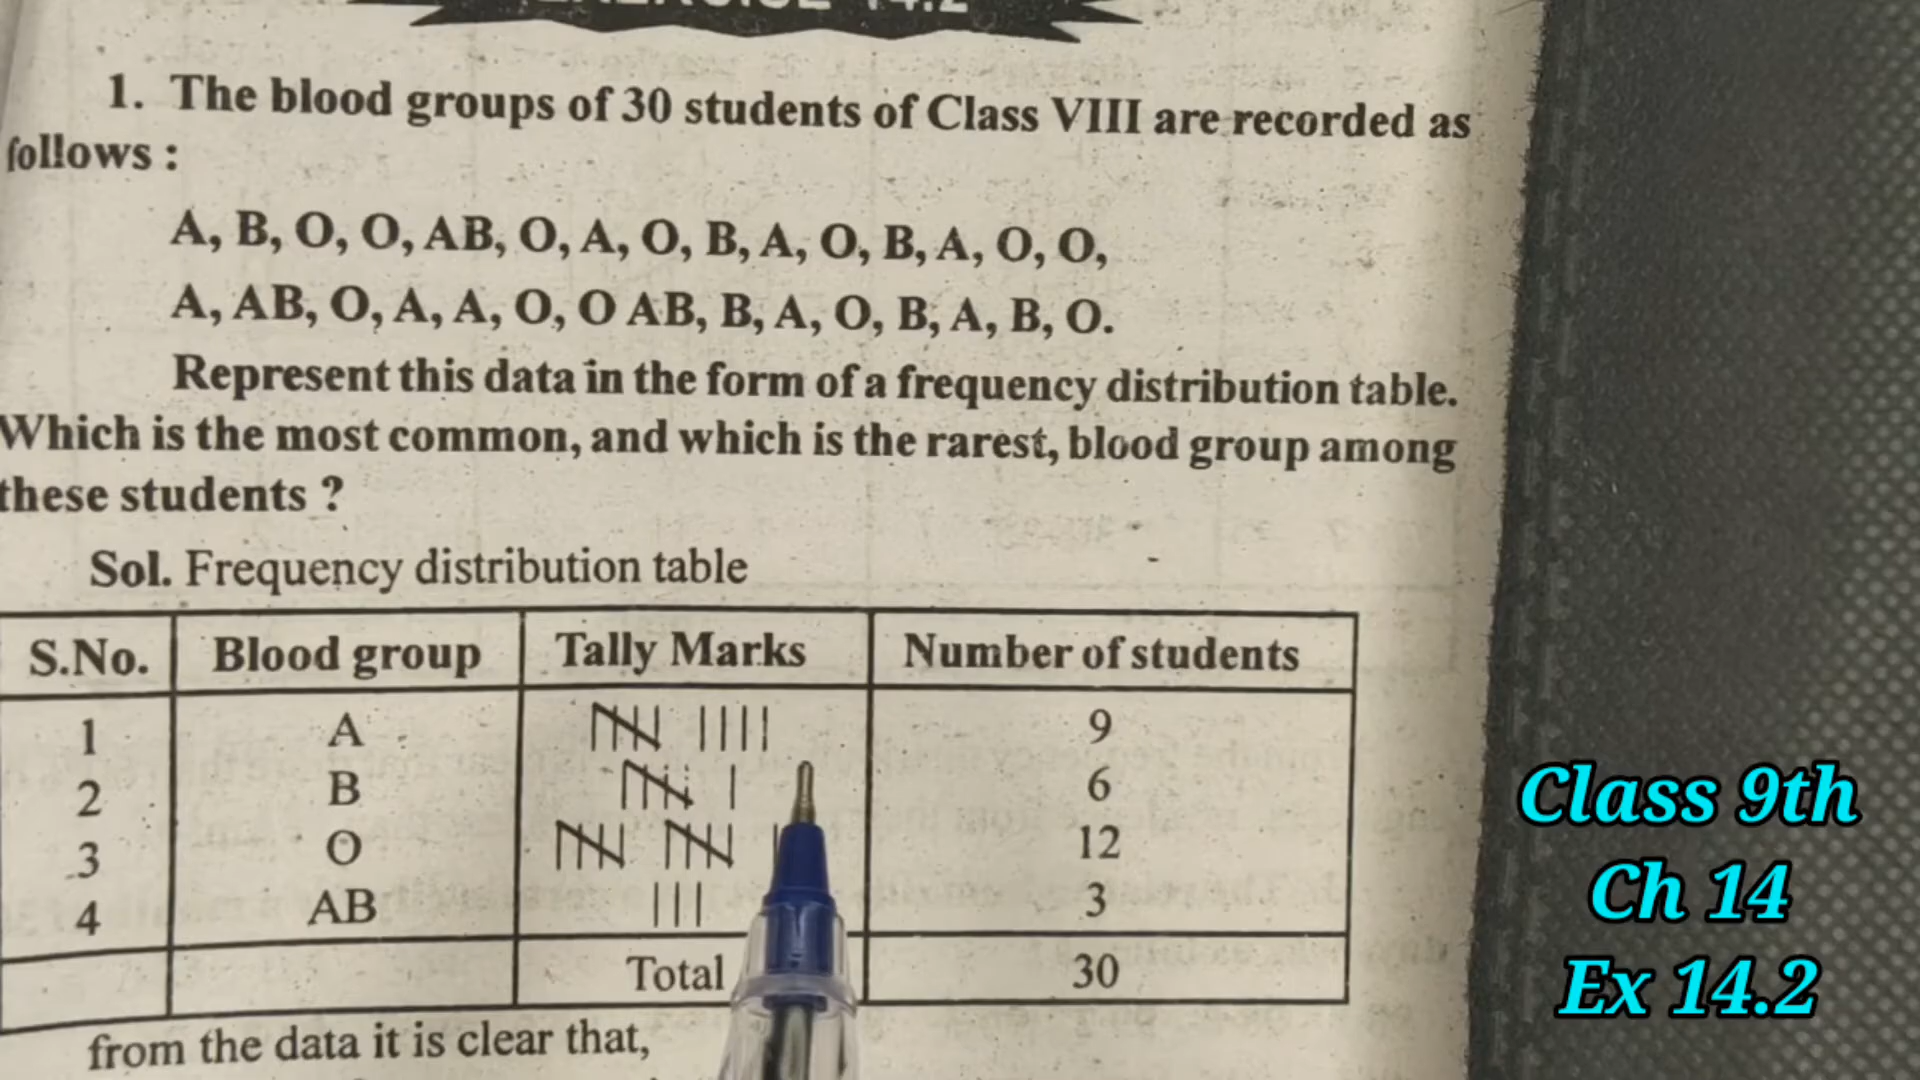 14.2
1. The blood groups of 30 students of Class VIII are recorded as
follows :
A, B, O, O, AB, O, A, O, B, A, O, B, A, O, O,
A, AB, O, A, A, O, O AB, B, A, O, B, A, B, O.
Represent this data in the form of a frequency distribution table.
Which is the most common, and which is the rarest, blood group among
these students ?
Sol. Frequency distribution table
S.No. Blood group Tally Marks Number of students
1 A 9
2 B 6
3 O 12
4 AB 3
Total 30
from the data it is clear that,
Class 9th
Ch 14
Ex 14.2